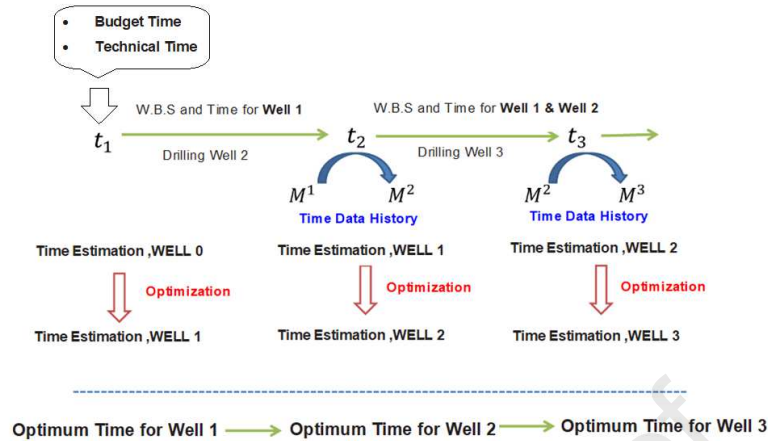 • Budget Time
• Technical Time
W.B.S and Time for Well 1
W.B.S and Time for Well 1 & Well 2
t₁
t₂
t₃
Drilling Well 2
Drilling Well 3
M¹
M²
M²
M³
Time Data History
Time Data History
Time Estimation ,WELL 0
Time Estimation ,WELL 1
Time Estimation ,WELL 2
Optimization
Optimization
Optimization
Time Estimation ,WELL 1
Time Estimation ,WELL 2
Time Estimation ,WELL 3
Optimum Time for Well 1
Optimum Time for Well 2
Optimum Time for Well 3